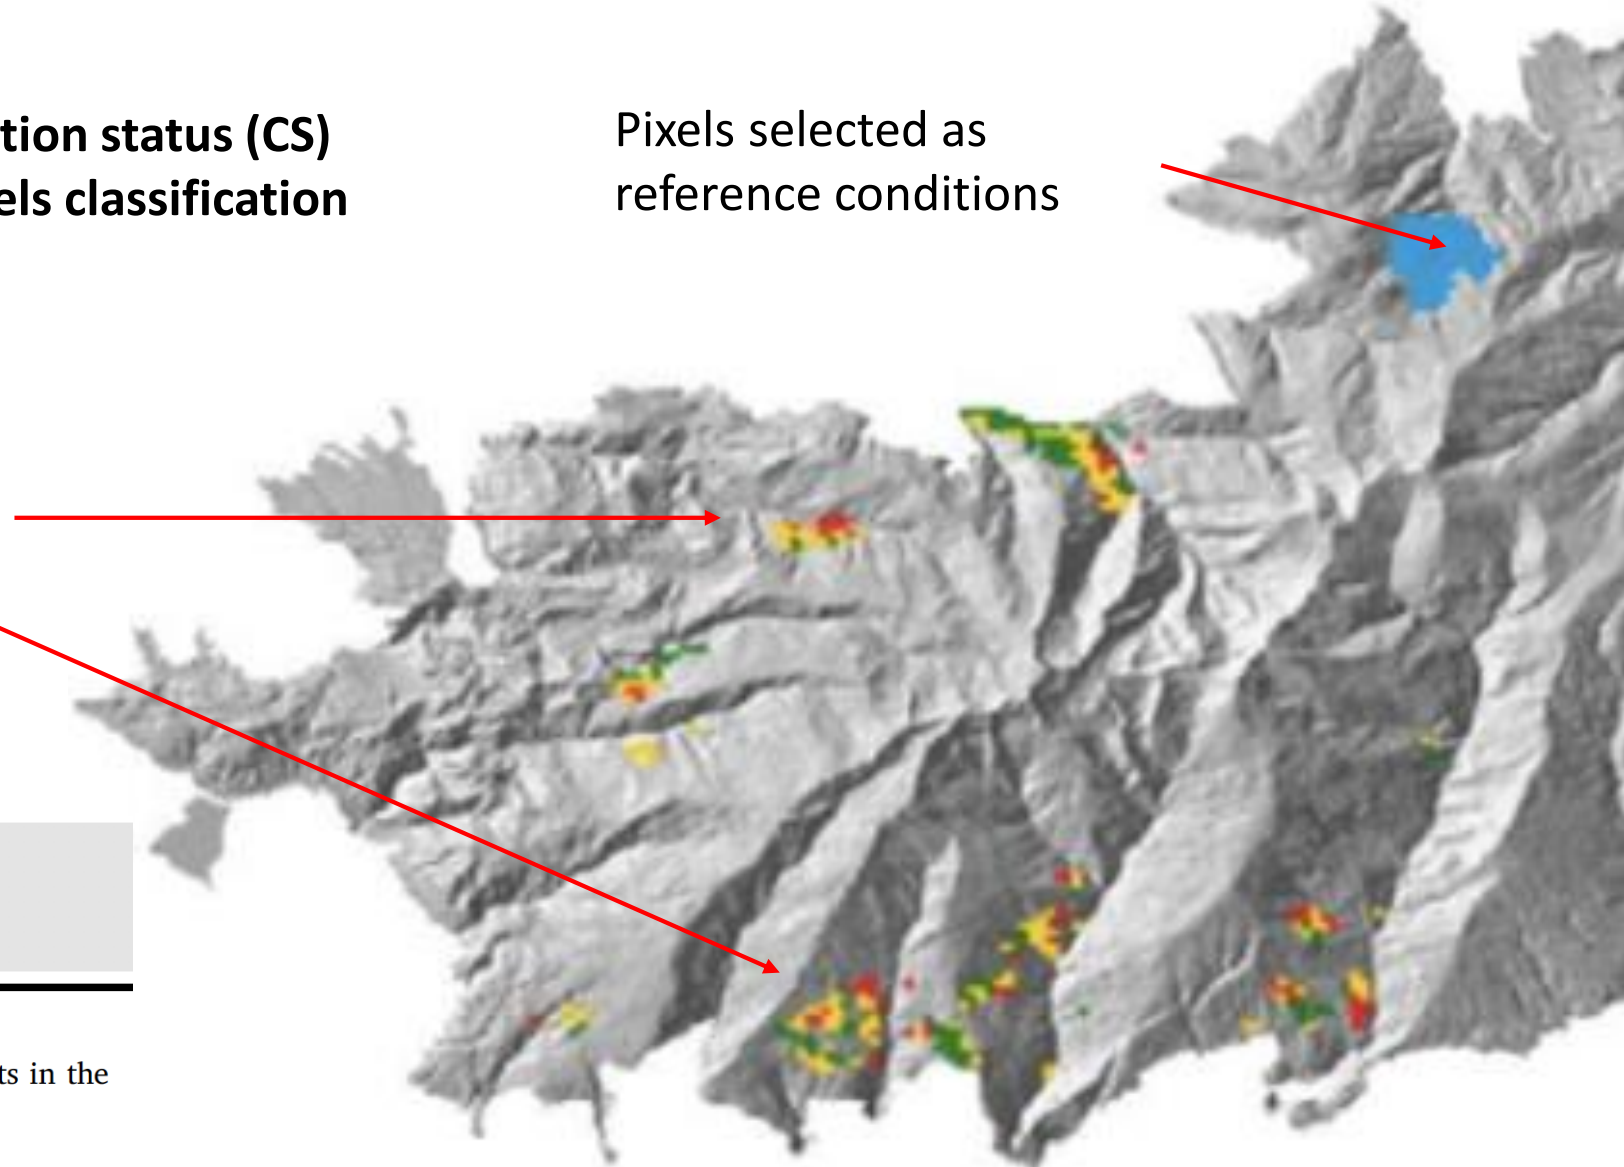 tion status (CS)
els classification
Pixels selected as
reference conditions
ts in the